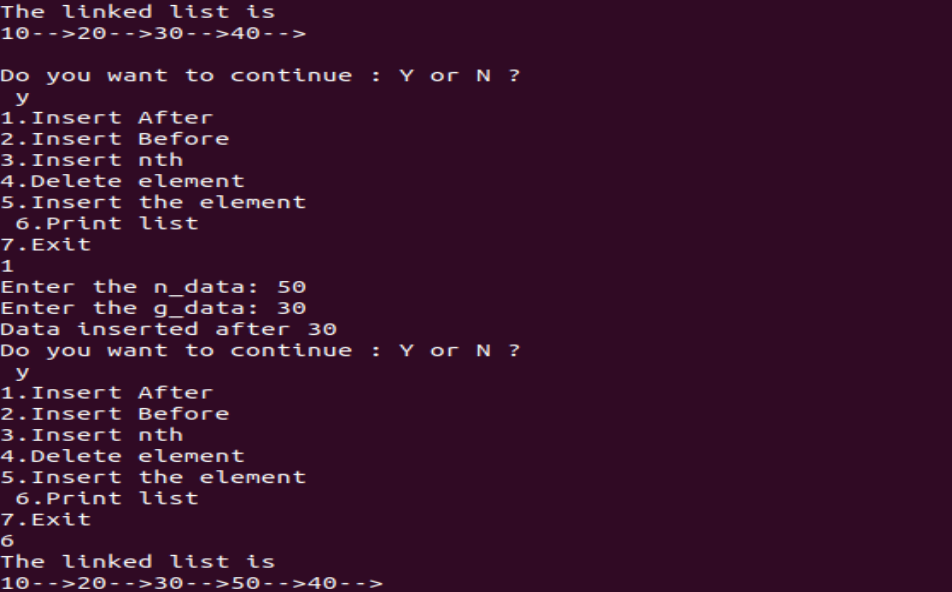 The linked list is
10-->20-->30-->40-->
Do you want to continue : Y or N ?
y
1.Insert After
2.Insert Before
3.Insert nth
4.Delete element
5.Insert the element
6.Print list
7.Exit
1
Enter the n_data: 50
Enter the g_data: 30
Data inserted after 30
Do you want to continue : Y or N ?
y
1.Insert After
2.Insert Before
3.Insert nth
4.Delete element
5.Insert the element
6.Print list
7.Exit
6
The linked list is
10-->20-->30-->50-->40-->